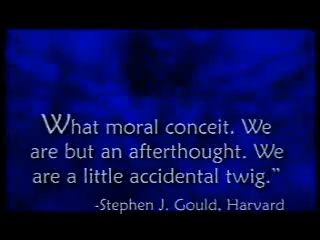 What moral conceit. We
are but an afterthought. We
are a little accidental twig.”
-Stephen J. Gould, Harvard